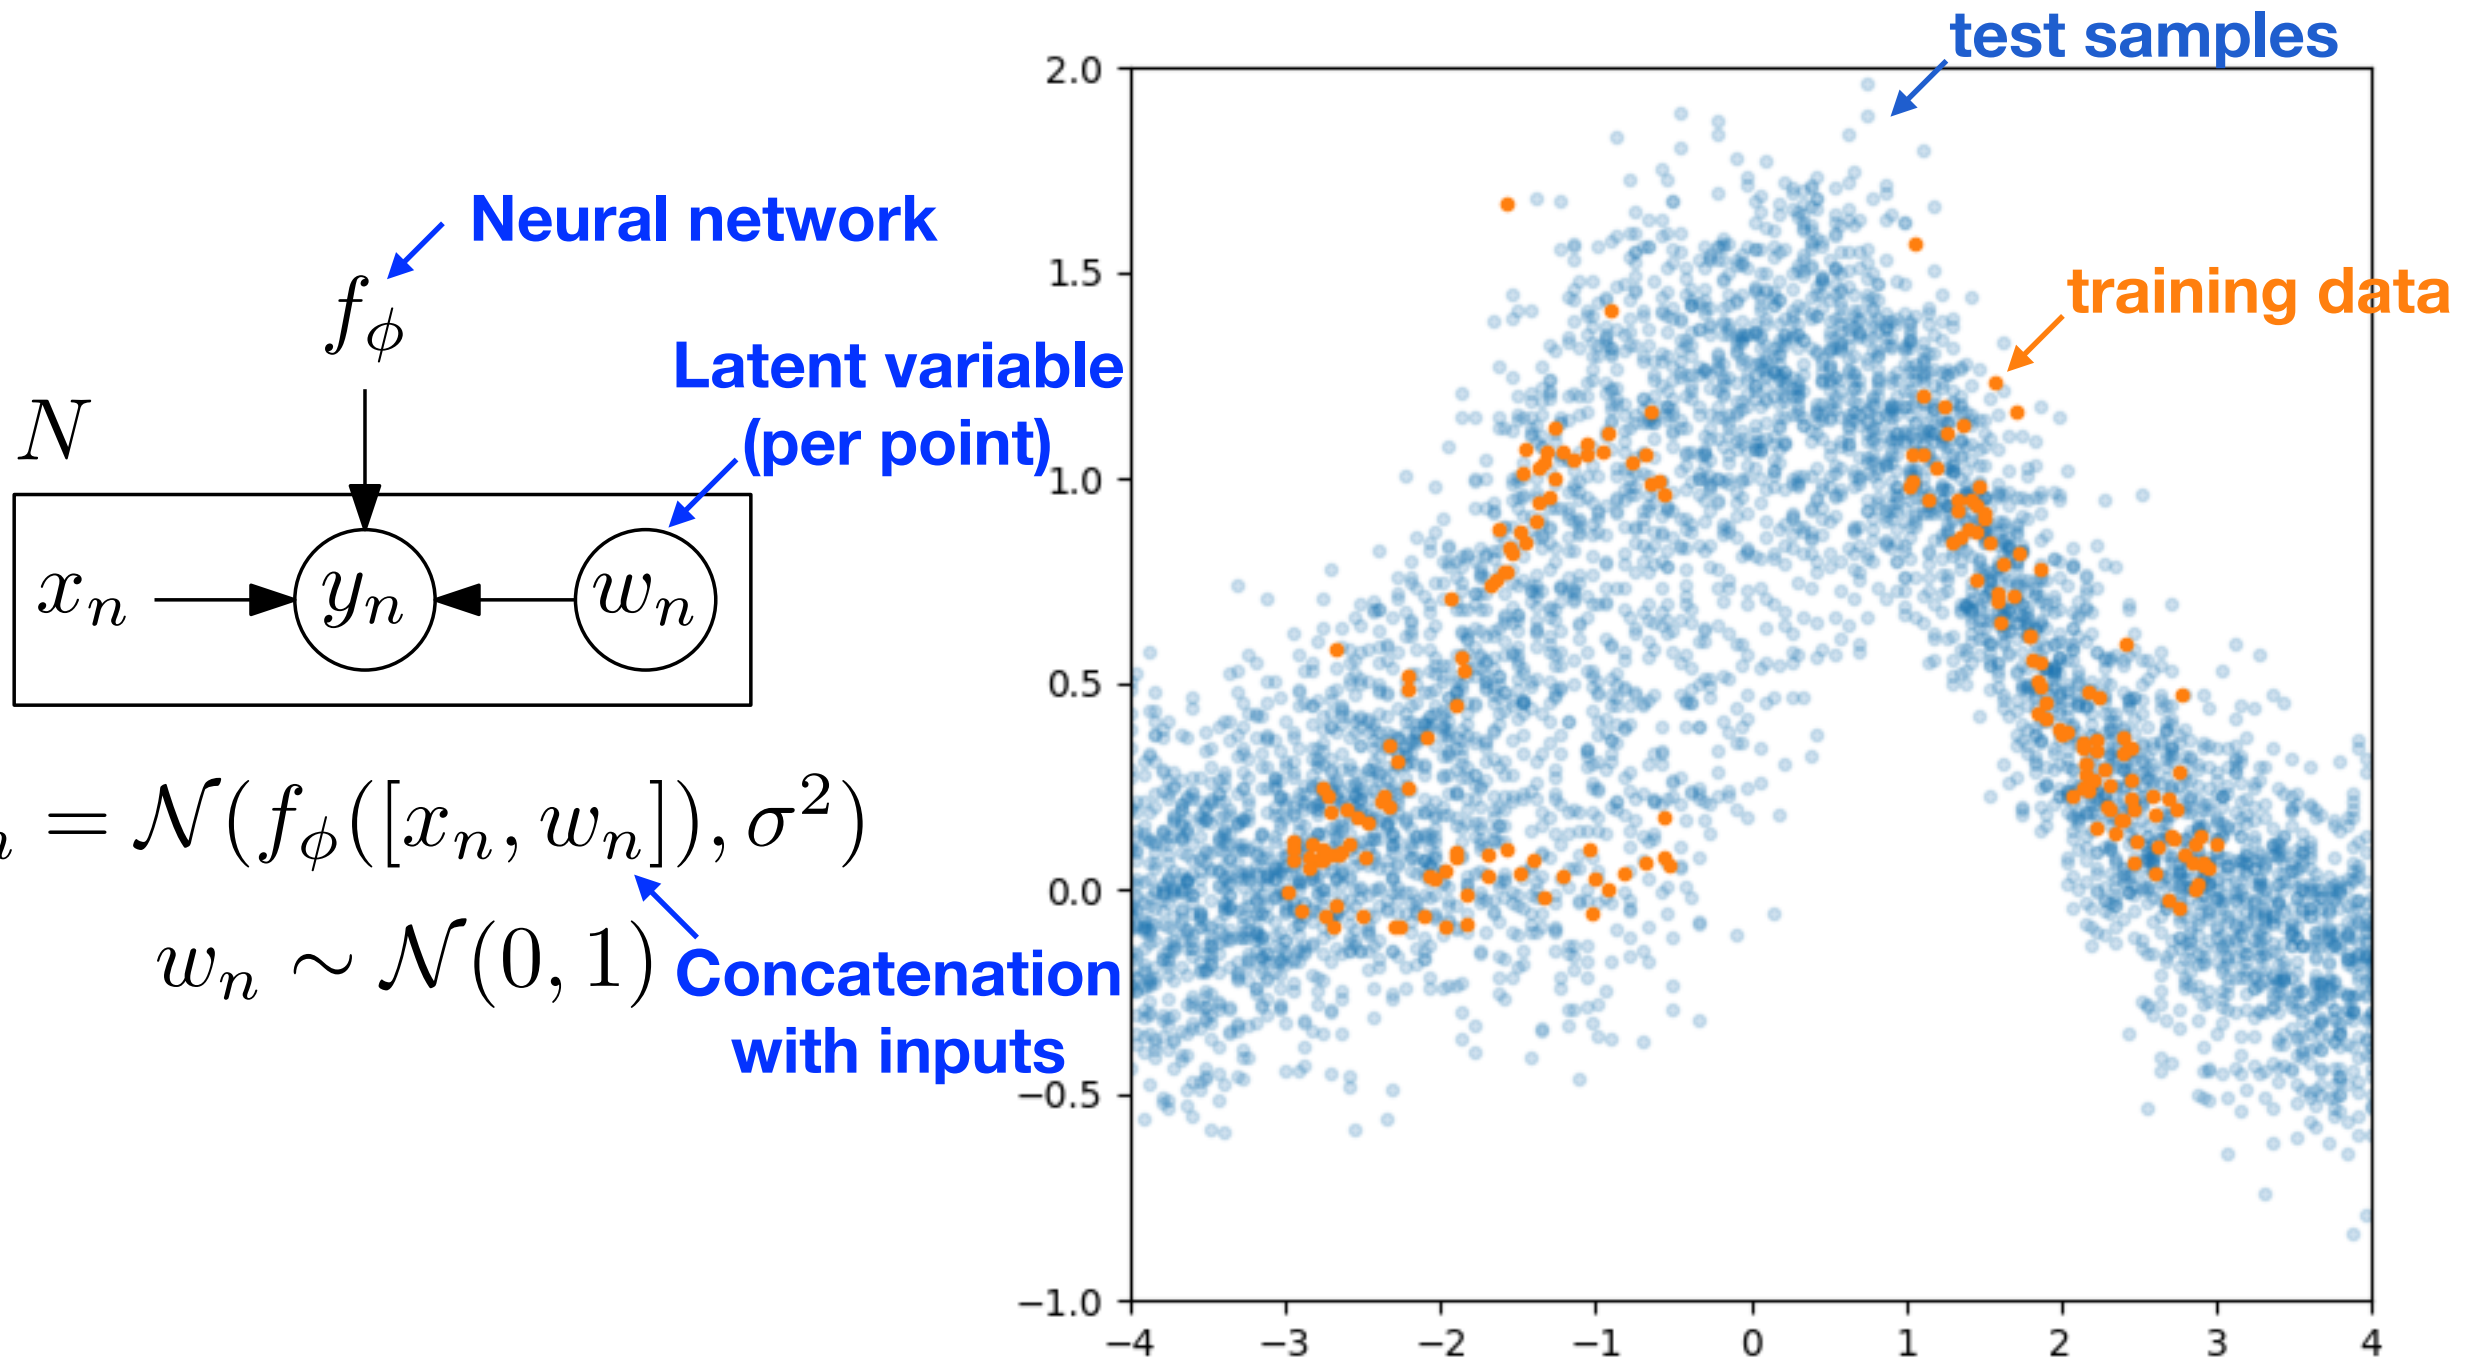 Neural network
f_ϕ
Latent variable
(per point)
N
x_n
y_n
w_n
n = 𝒩(f_ϕ([x_n, w_n]), σ²)
w_n ∼ 𝒩(0, 1)
Concatenation
with inputs
test samples
training data
2.0
1.5
1.0
0.5
0.0
−0.5
−1.0
−4 −3 −2 −1 0 1 2 3 4